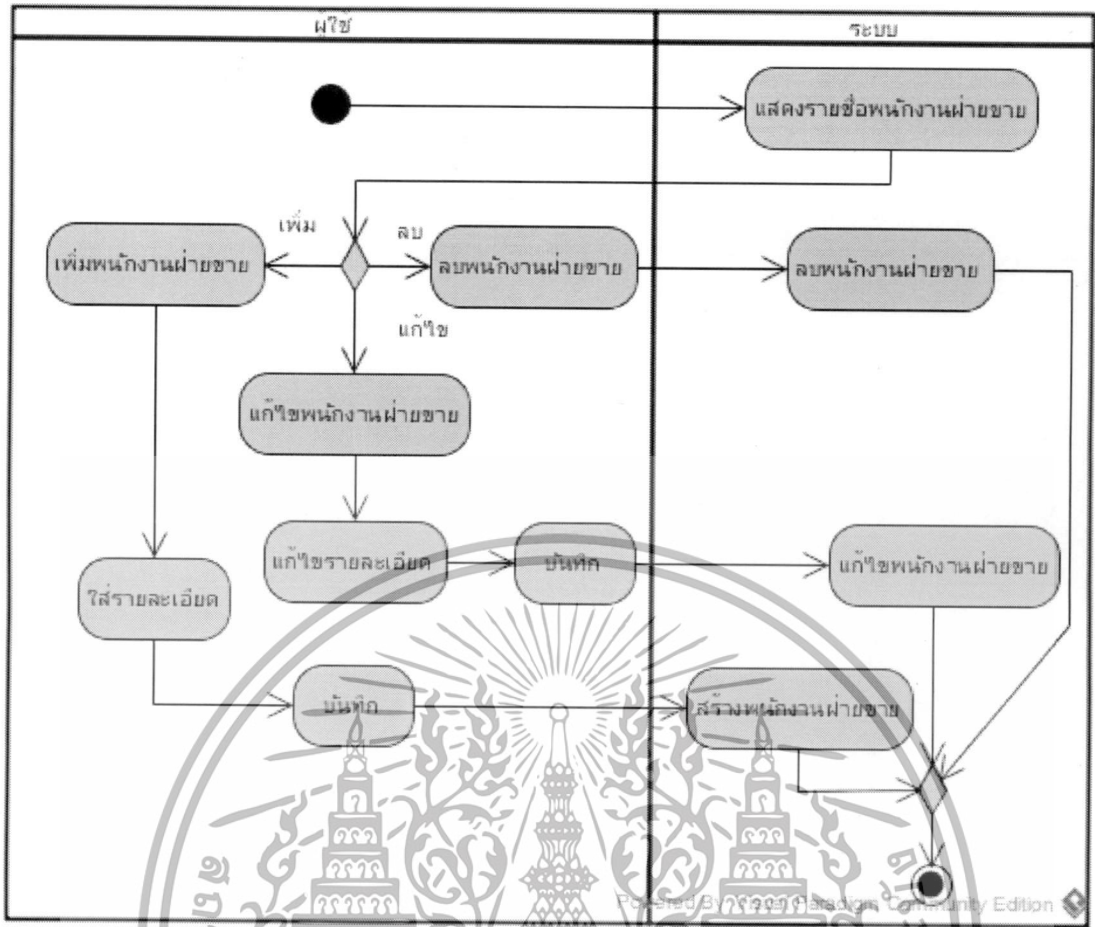 ผู้ใช้
ระบบ
แสดงรายชื่อพนักงานฝ่ายขาย
เพิ่ม
ลบ
เพิ่มพนักงานฝ่ายขาย
ลบพนักงานฝ่ายขาย
ลบพนักงานฝ่ายขาย
แก้ไข
แก้ไขพนักงานฝ่ายขาย
แก้ไขรายละเอียด
บันทึก
แก้ไขพนักงานฝ่ายขาย
ใส่รายละเอียด
บันทึก
สร้างพนักงานฝ่ายขาย
Powered By Visual Paradigm Community Edition